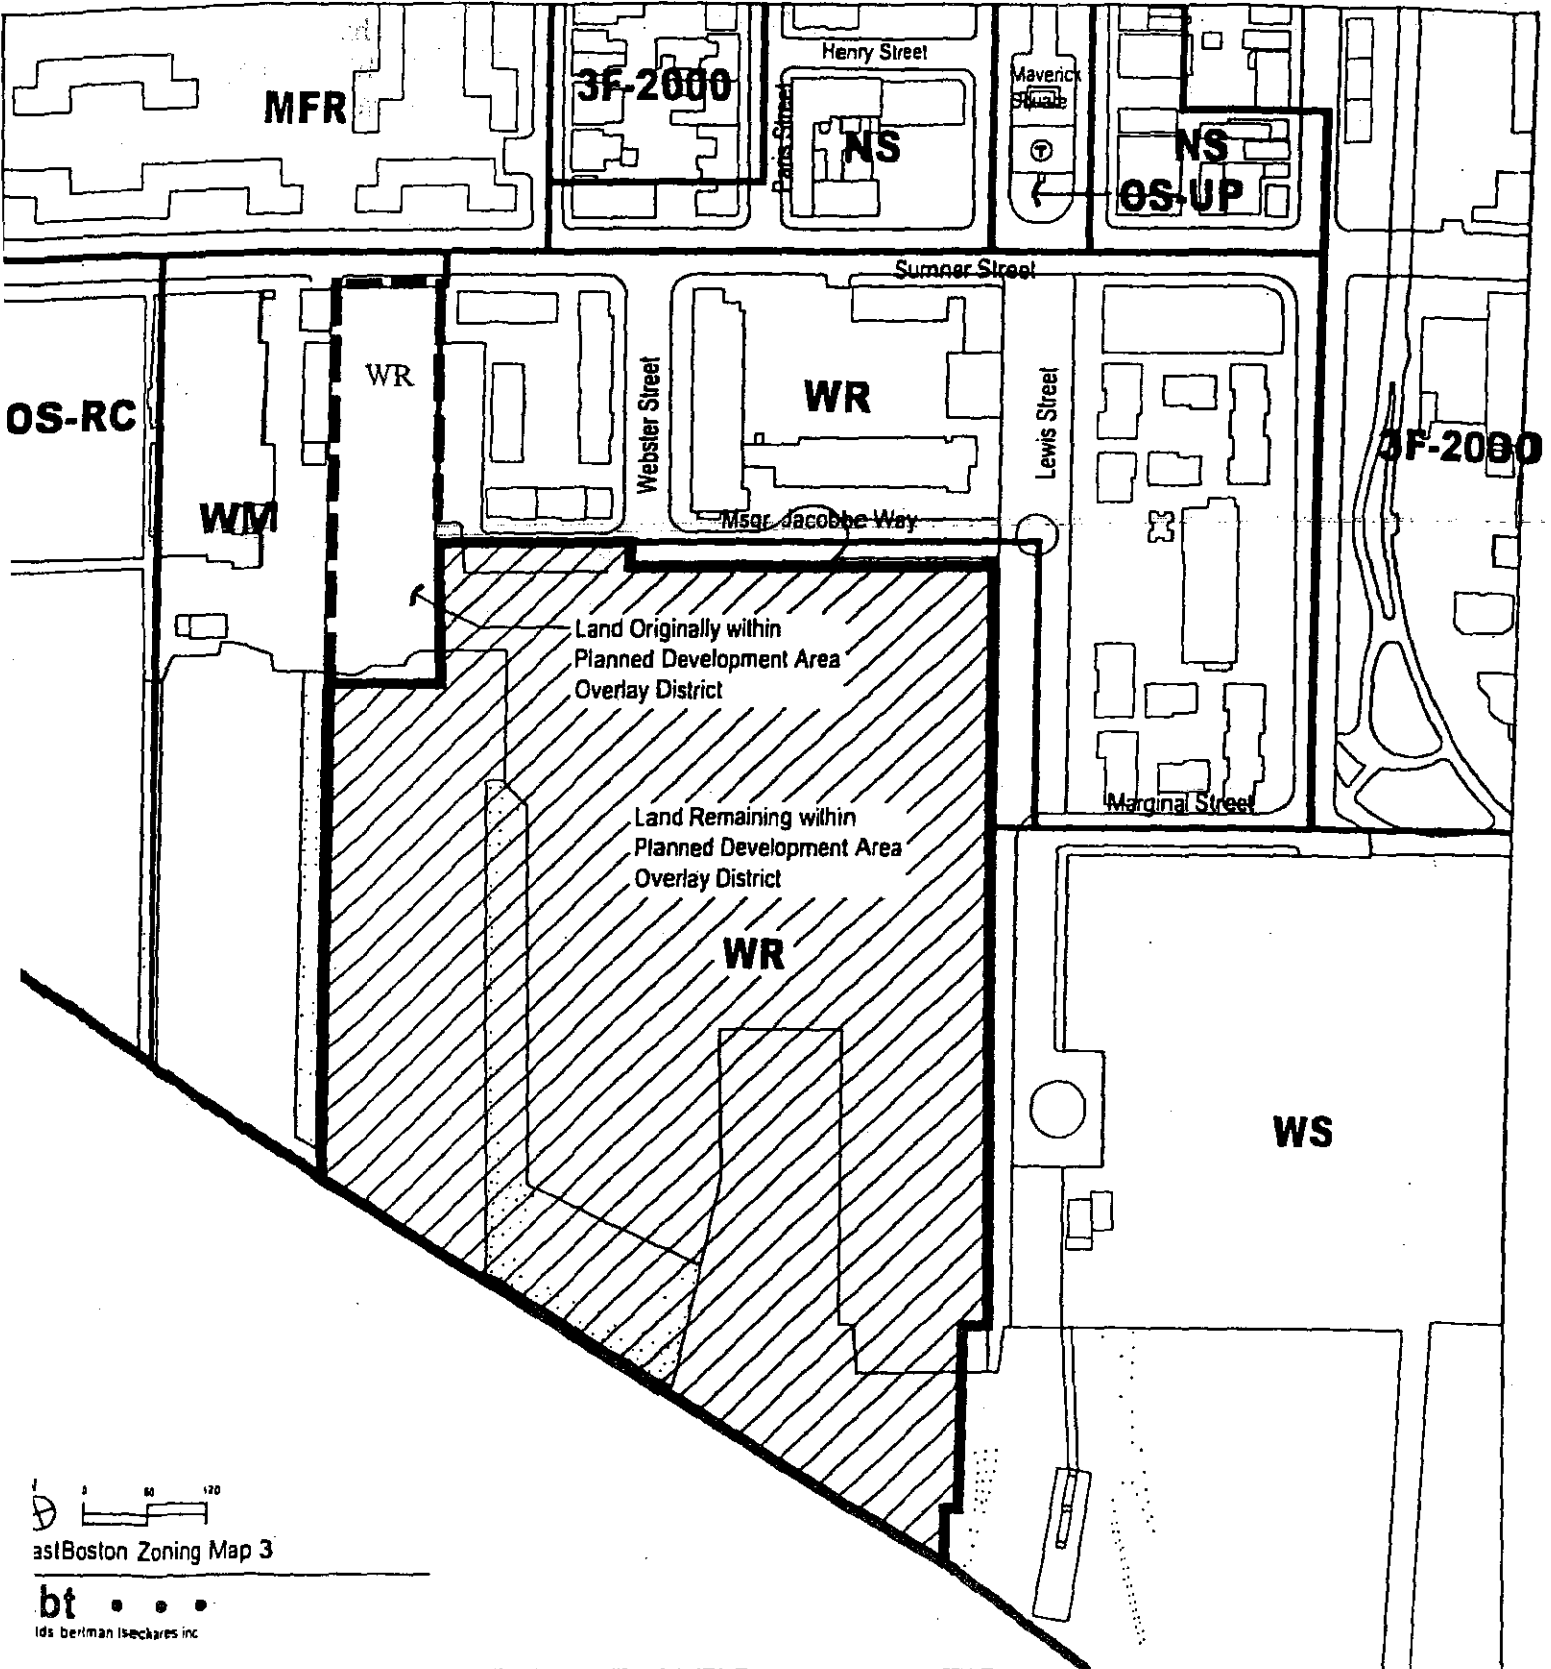 Henry Street
3F-2000
MFR
Maverick
Square
Paris Street
NS
T
NS
OS-UP
Sumner Street
WR
WR
OS-RC
Webster Street
Lewis Street
3F-2000
WM
Msgr. Jacobbe Way
Land Originally within
Planned Development Area
Overlay District
Marginal Street
Land Remaining within
Planned Development Area
Overlay District
WR
WS
0 60 120
astBoston Zoning Map 3
bt
lds bertman
inc